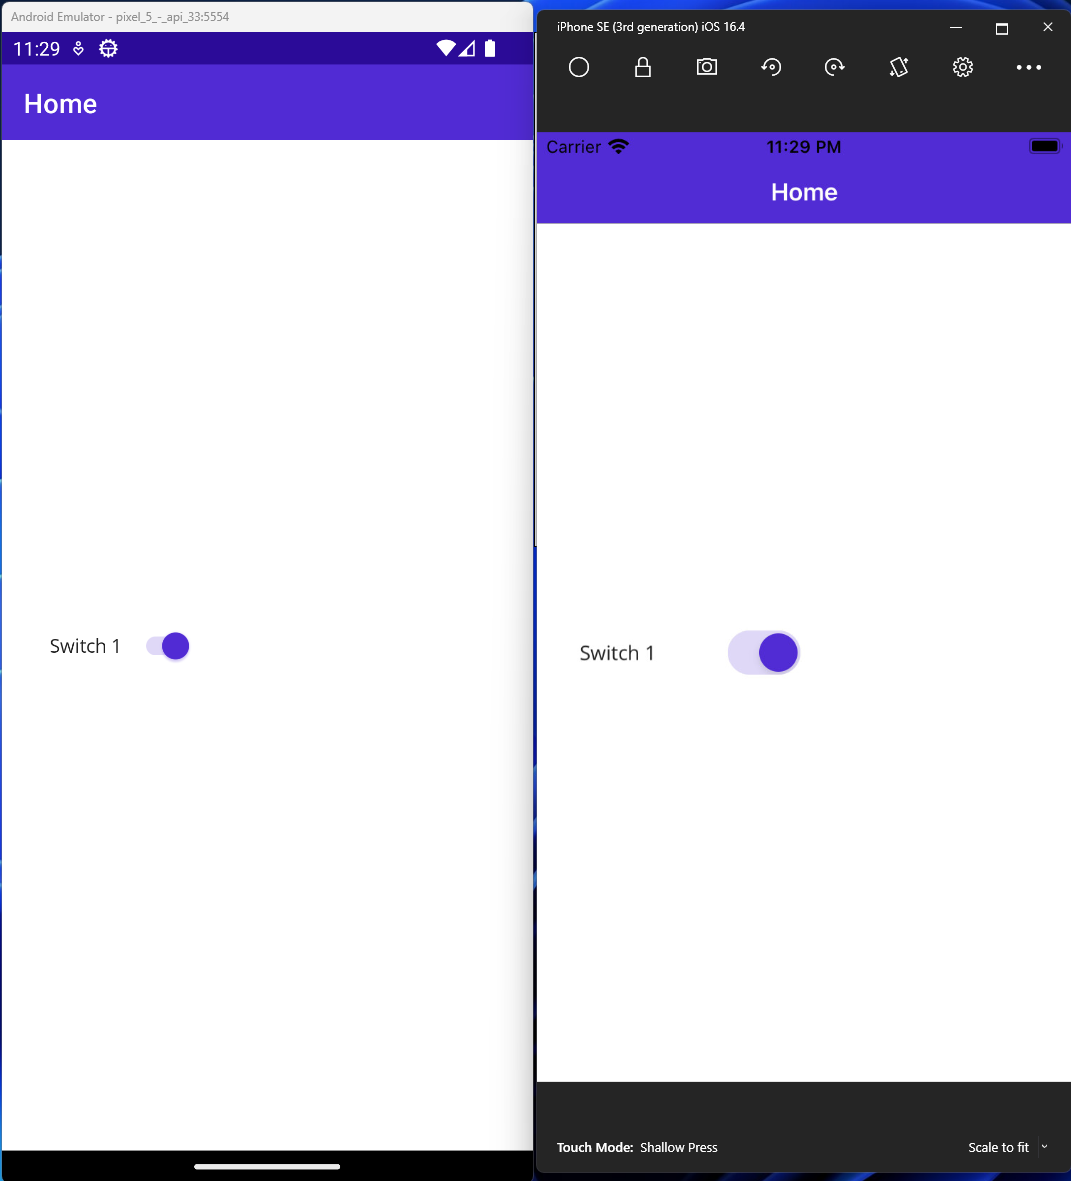 Android Emulator - pixel_5_-_api_33:5554
11:29
Home
Switch 1
iPhone SE (3rd generation) iOS 16.4
Carrier 11:29 PM
Home
Switch 1
Touch Mode: Shallow Press Scale to fit